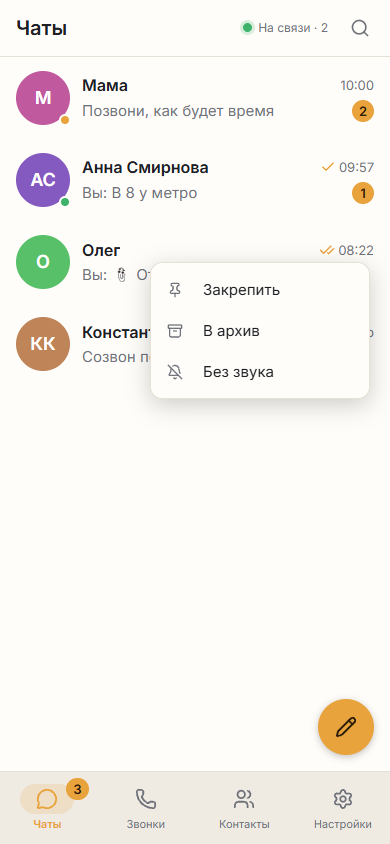 Чаты
На связи · 2
М
Мама
10:00
Позвони, как будет время
2
АС
Анна Смирнова
09:57
Вы: В 8 у метро
1
О
Олег
08:22
Вы:
Закрепить
КК
В архив
Созвон
Без звука
3
Чаты
Звонки
Контакты
Настройки